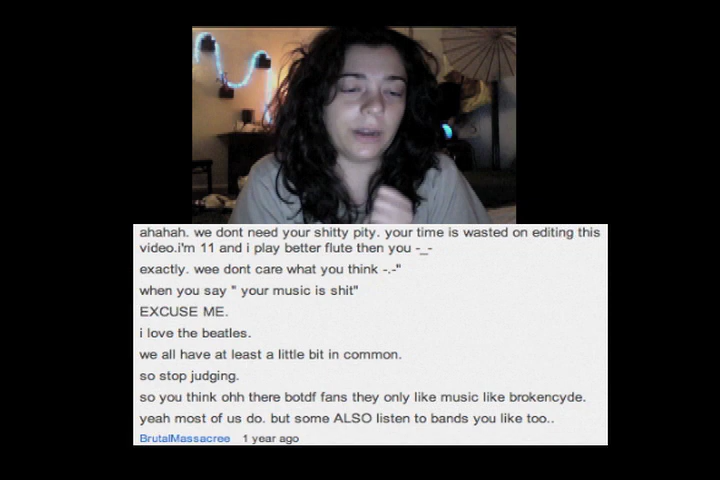 ahahah. we dont need your shitty pity. your time is wasted on editing this
video.i'm 11 and i play better flute then you -_-
exactly. wee dont care what you think -.-"
when you say " your music is shit"
EXCUSE ME.
i love the beatles.
we all have at least a little bit in common.
so stop judging.
so you think ohh there botdf fans they only like music like brokencyde.
yeah most of us do. but some ALSO listen to bands you like too..
BrutalMassacree 1 year ago